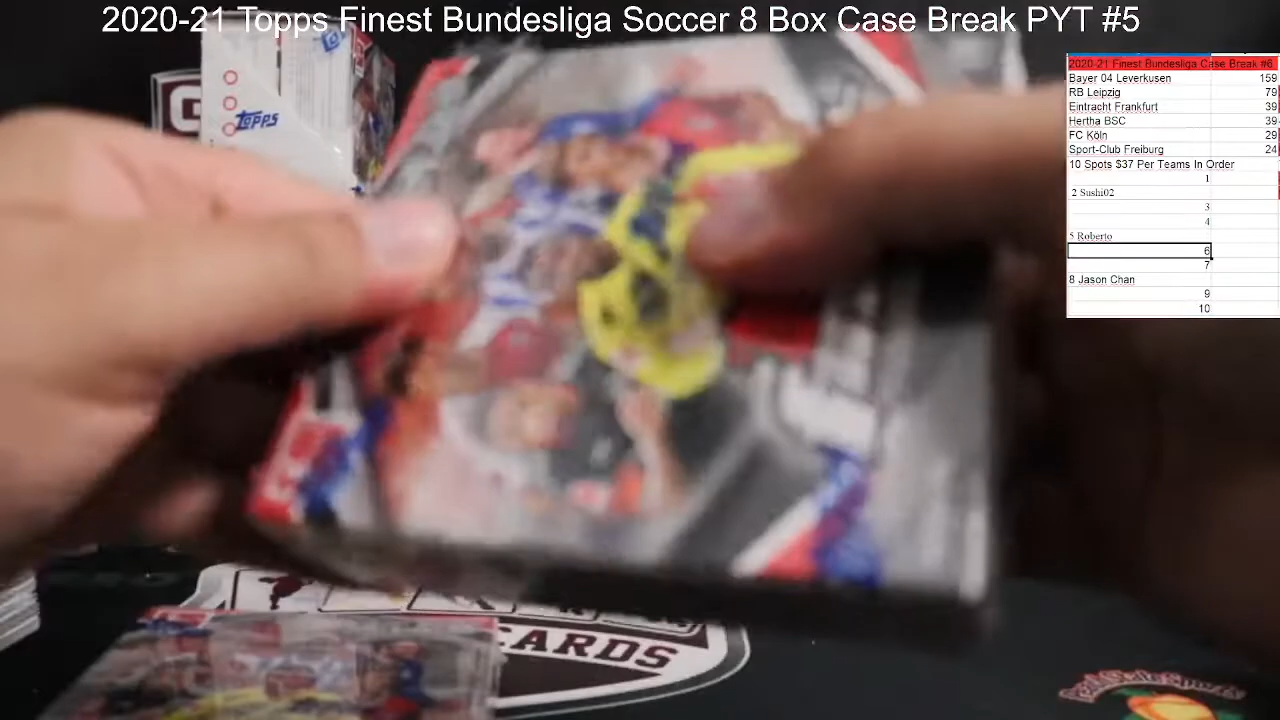 2020-21 Topps Finest Bundesliga Soccer 8 Box Case Break PYT #5
2020-21 Finest Bundesliga Case Break #6
Bayer 04 Leverkusen 159
RB Leipzig 79
Eintracht Frankfurt 39
Hertha BSC 39
FC Köln 29
Sport-Club Freiburg 24
10 Spots $37 Per Teams In Order
1
2 Sushi02
3
4
5 Roberto
6
7
8 Jason Chan
9
10
TOPPS
CARDS
PeachStateSports